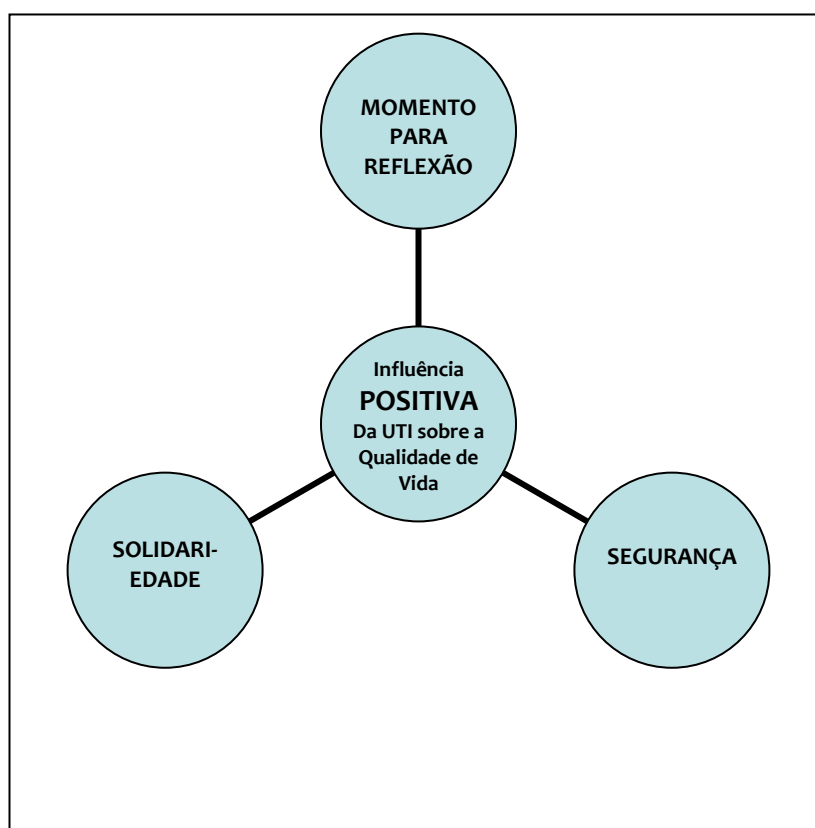 MOMENTO
PARA
REFLEXÃO
Influência
POSITIVA
Da UTI sobre a
Qualidade de
Vida
SOLIDARI-
EDADE
SEGURANÇA